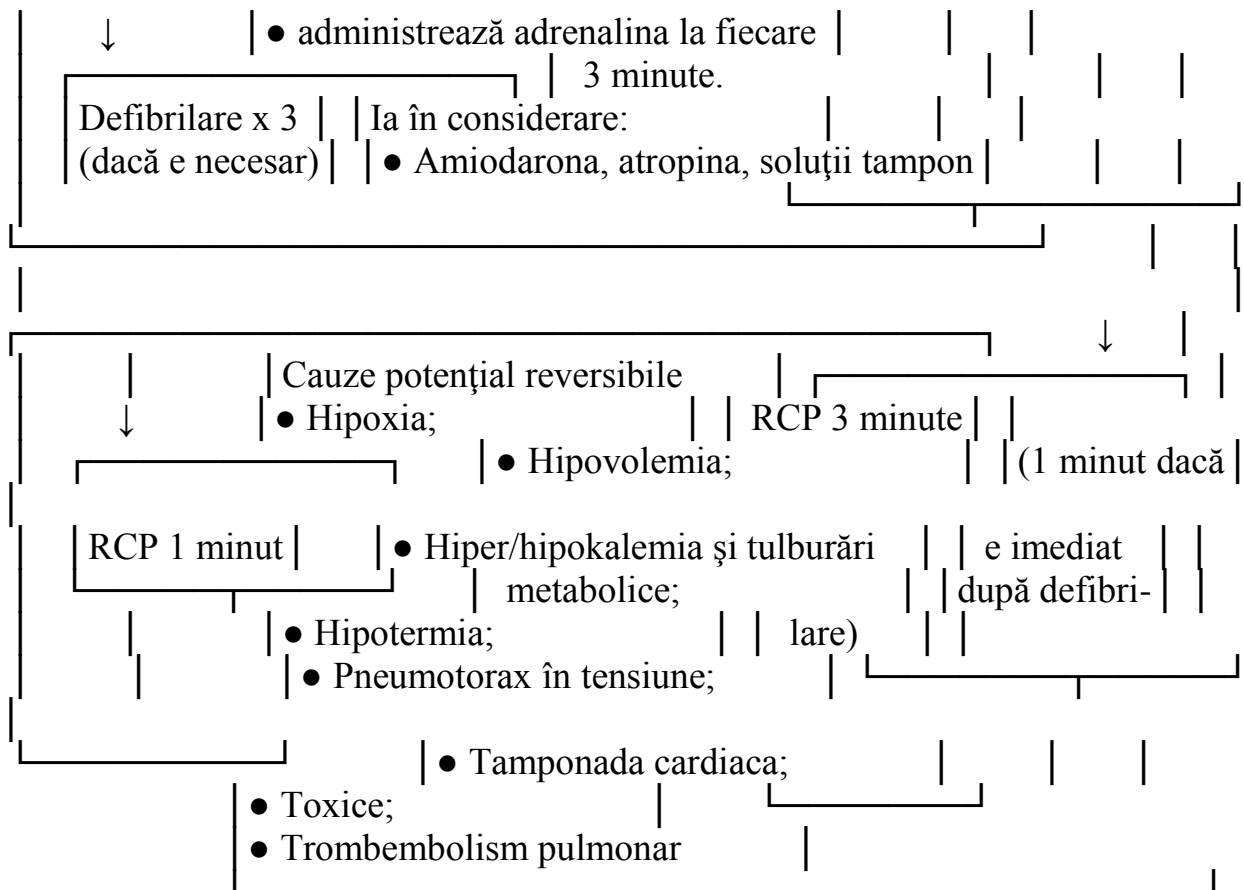 ↓ ● administrează adrenalina la fiecare
3 minute.
Defibrilare x 3 Ia în considerare:
(dacă e necesar) ● Amiodarona, atropina, soluţii tampon
↓
Cauze potenţial reversibile
↓ ● Hipoxia; RCP 3 minute
● Hipovolemia; (1 minut dacă
RCP 1 minut ● Hiper/hipokalemia şi tulburări e imediat
metabolice; după defibri-
● Hipotermia; lare)
● Pneumotorax în tensiune;
● Tamponada cardiaca;
● Toxice;
● Trombembolism pulmonar